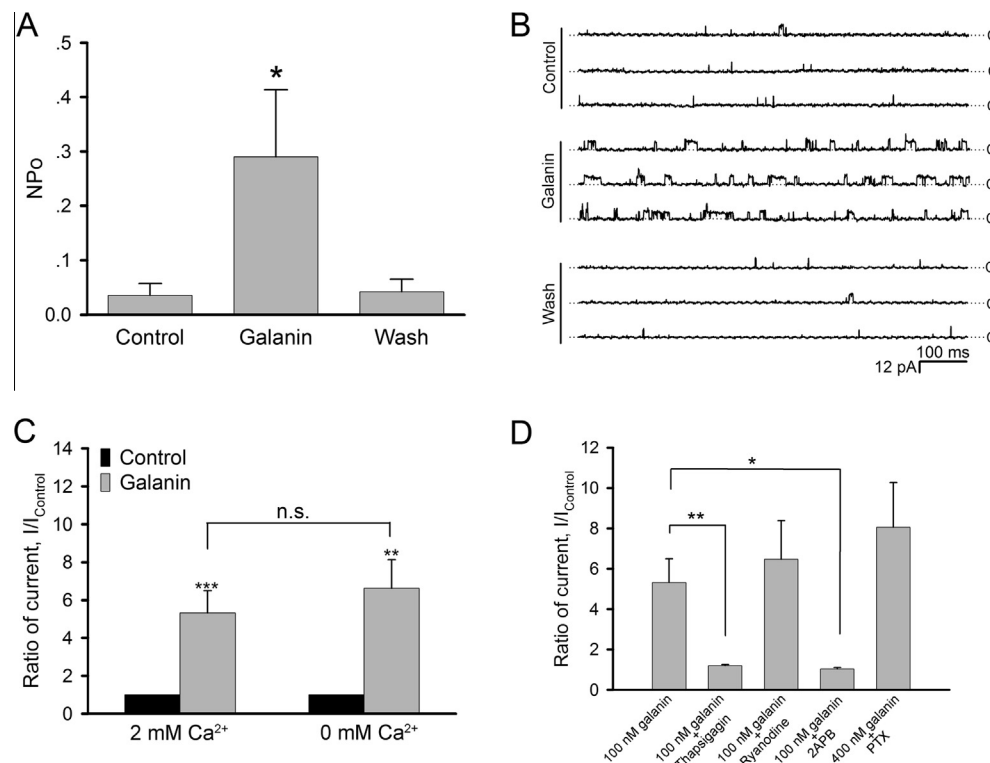 A
.5
.4
.3
.2
.1
0.0
NPo
*
Control
Galanin
Wash
B
Control
Galanin
Wash
100 ms
12 pA
C
14
12
10
8
6
4
2
0
Ratio of current, I/IControl
Control
Galanin
n.s.
***
**
2 mM Ca2+
0 mM Ca2+
D
12
10
8
6
4
2
0
Ratio of current, I/IControl
*
**
100 nM galanin
100 nM galanin
+
Thapsigagin
100 nM galanin
+
Ryanodine
100 nM galanin
+
2APB
400 nM galanin
+
PTX